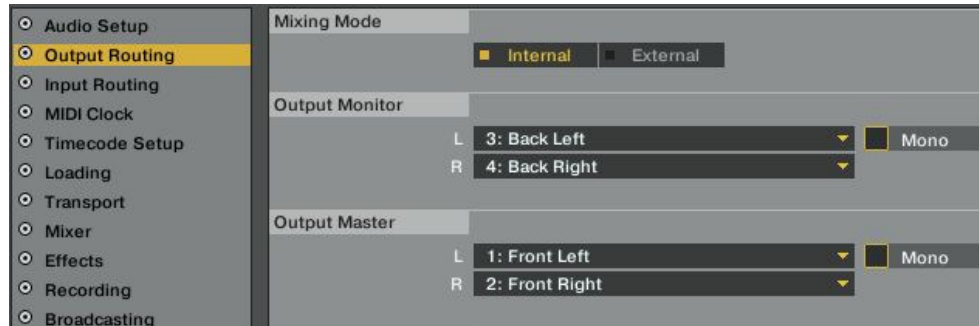 Audio Setup
Output Routing
Input Routing
MIDI Clock
Timecode Setup
Loading
Transport
Mixer
Effects
Recording
Broadcasting
Mixing Mode
Internal External
Output Monitor
L 3: Back Left Mono
R 4: Back Right
Output Master
L 1: Front Left Mono
R 2: Front Right